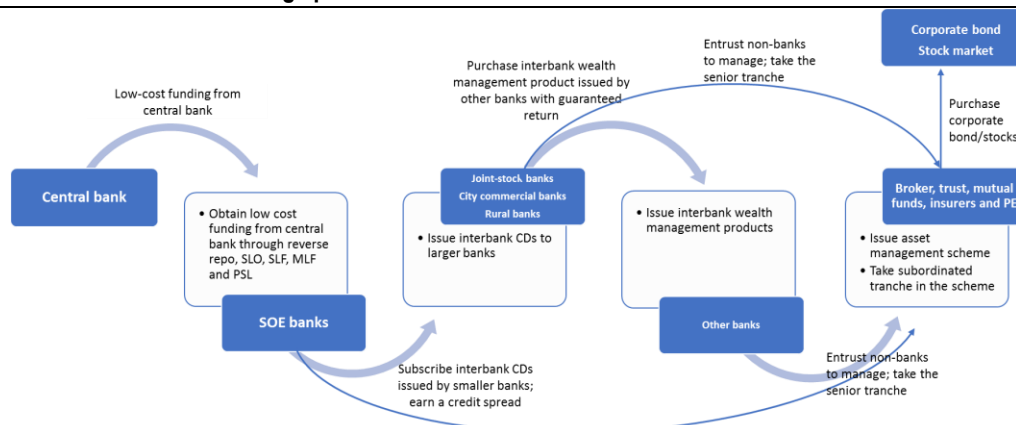 Corporate bond
Stock market
Entrust non-banks
to manage; take the
senior tranche
Purchase interbank wealth
management product issued by
other banks with guaranteed
return
Low-cost funding from
central bank
Purchase
corporate
bond/stocks
Central bank
Joint-stock banks
City commercial banks
Rural banks
Broker, trust, mutual
funds, insurers and PE
• Obtain low cost
funding from central
bank through reverse
repo, SLO, SLF, MLF
and PSL
• Issue interbank CDs to
larger banks
• Issue interbank wealth
management products
• Issue asset
management scheme
• Take subordinated
tranche in the scheme
SOE banks
Other banks
Subscribe interbank CDs
issued by smaller banks;
earn a credit spread
Entrust non-banks
to manage; take the
senior tranche